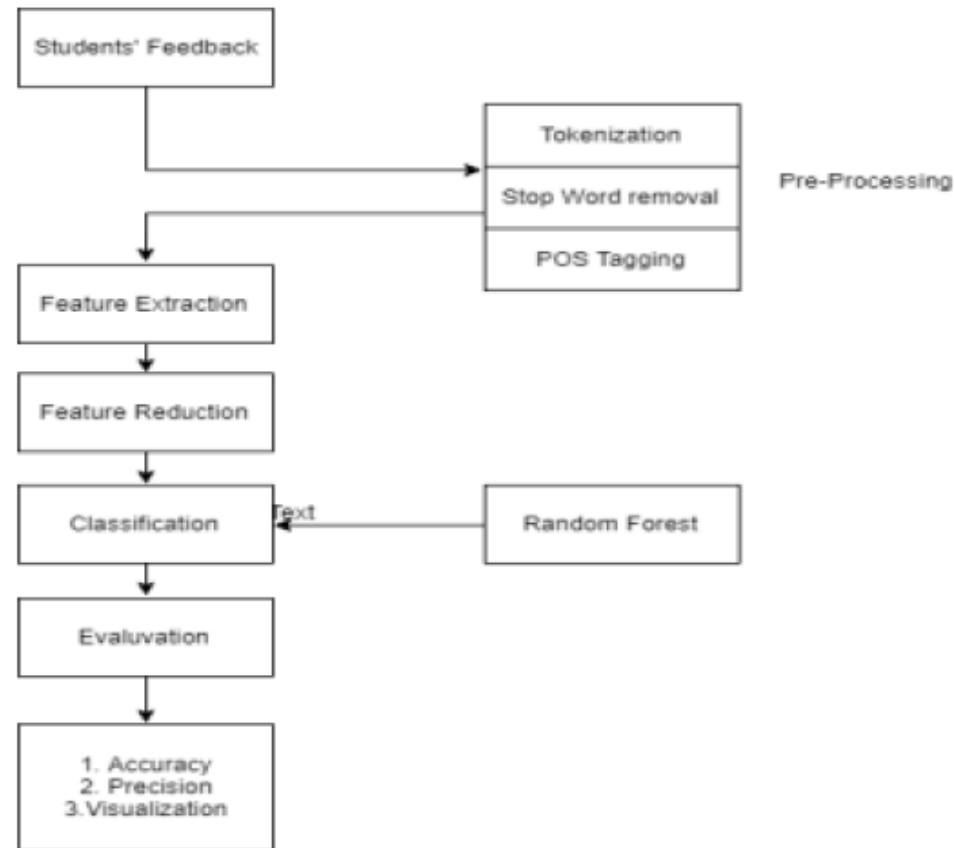 Students' Feedback
Tokenization
Pre-Processing
Stop Word removal
POS Tagging
Feature Extraction
Feature Reduction
Classification
Text
Random Forest
Evaluvation
1. Accuracy
2. Precision
3.Visualization